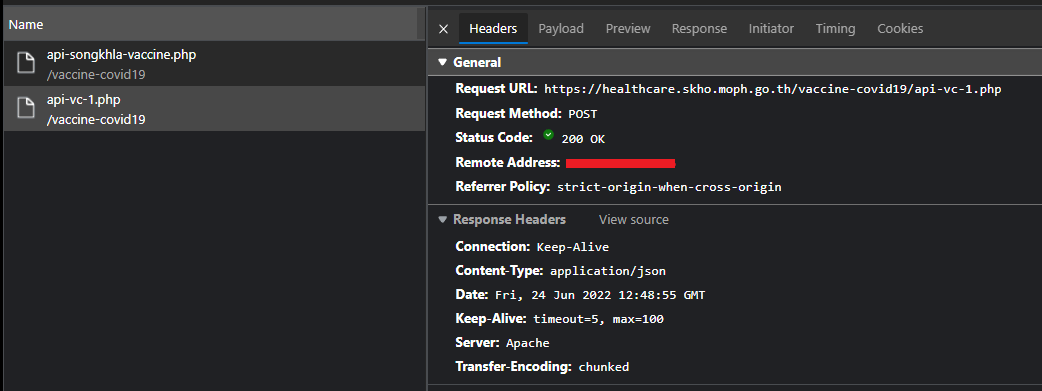 Name
api-songkhla-vaccine.php
/vaccine-covid19
api-vc-1.php
/vaccine-covid19
Headers Payload Preview Response Initiator Timing Cookies
General
Request URL: https://healthcare.skho.moph.go.th/vaccine-covid19/api-vc-1.php
Request Method: POST
Status Code: 200 OK
Remote Address:
Referrer Policy: strict-origin-when-cross-origin
Response Headers View source
Connection: Keep-Alive
Content-Type: application/json
Date: Fri, 24 Jun 2022 12:48:55 GMT
Keep-Alive: timeout=5, max=100
Server: Apache
Transfer-Encoding: chunked